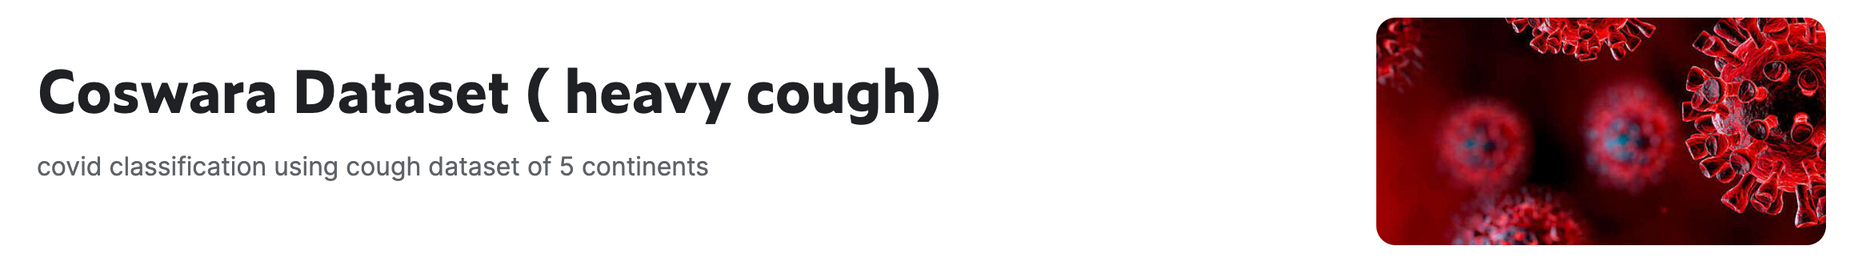 Coswara Dataset ( heavy cough)
covid classification using cough dataset of 5 continents